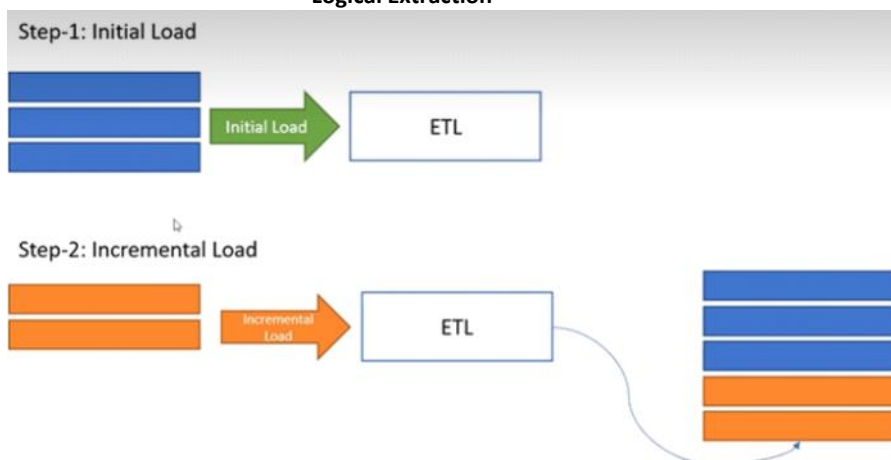 Logical Extraction
Step-1: Initial Load
Initial Load
ETL
Step-2: Incremental Load
Incremental
Load
ETL